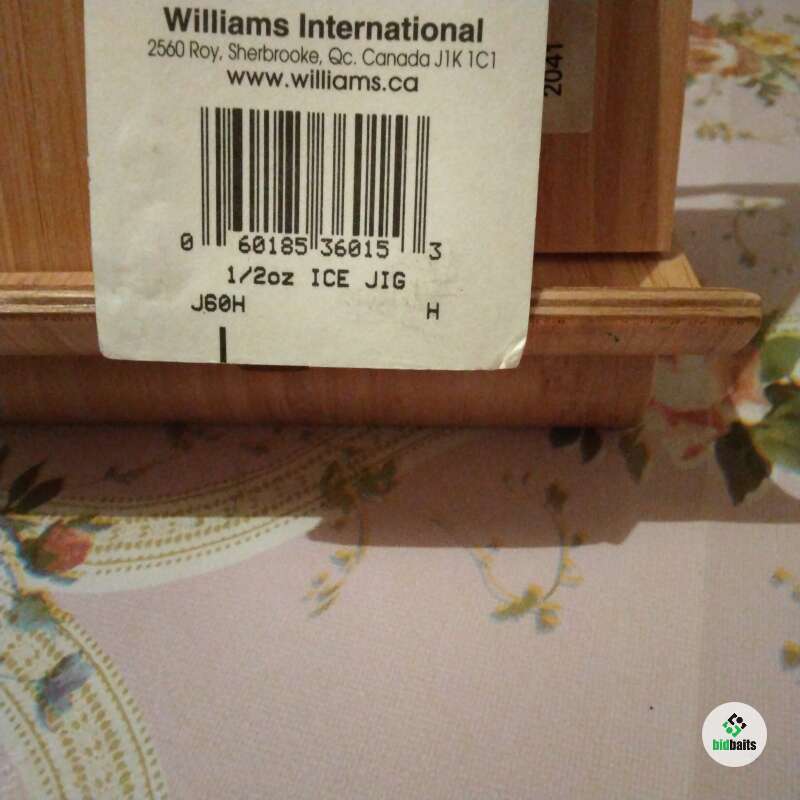 Williams International
2560 Roy, Sherbrooke, Qc. Canada J1K 1C1
www.williams.ca
2041
0 60185 36015 3
1/2oz ICE JIG
J60H H
bidbaits